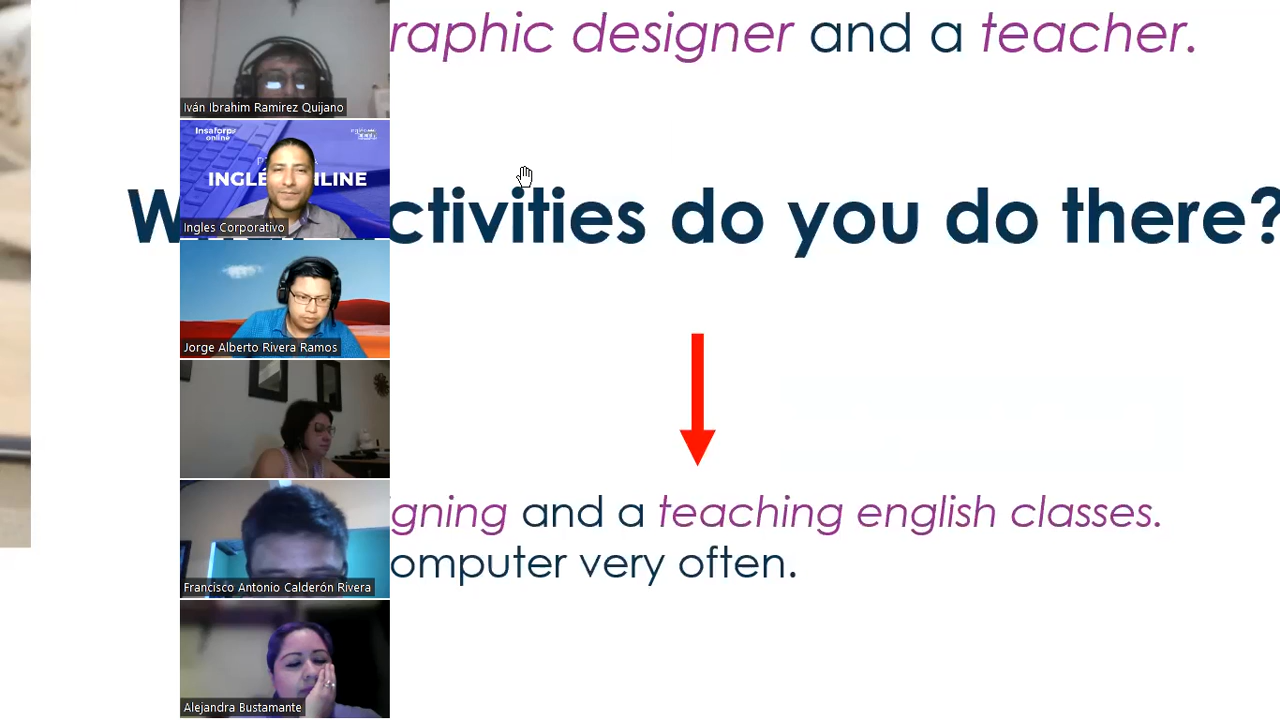 raphic designer and a teacher.
Iván Ibrahim Ramirez Quijano
Insaforp
online
INGLÉ NLINE
ctivities do you do there?
Ingles Corporativo
Jorge Alberto Rivera Ramos
gning and a teaching english classes.
omputer very often.
Francisco Antonio Calderón Rivera
Alejandra Bustamante